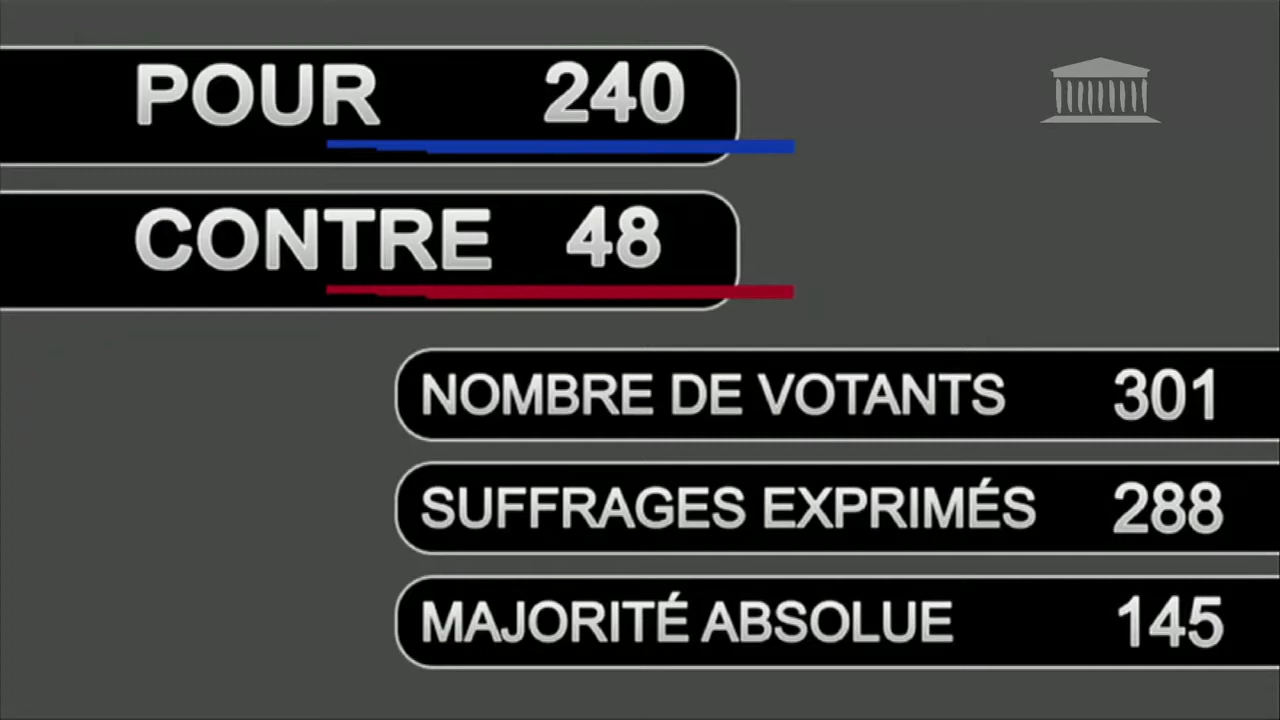 POUR 240
CONTRE 48
NOMBRE DE VOTANTS 301
SUFFRAGES EXPRIMÉS 288
MAJORITÉ ABSOLUE 145